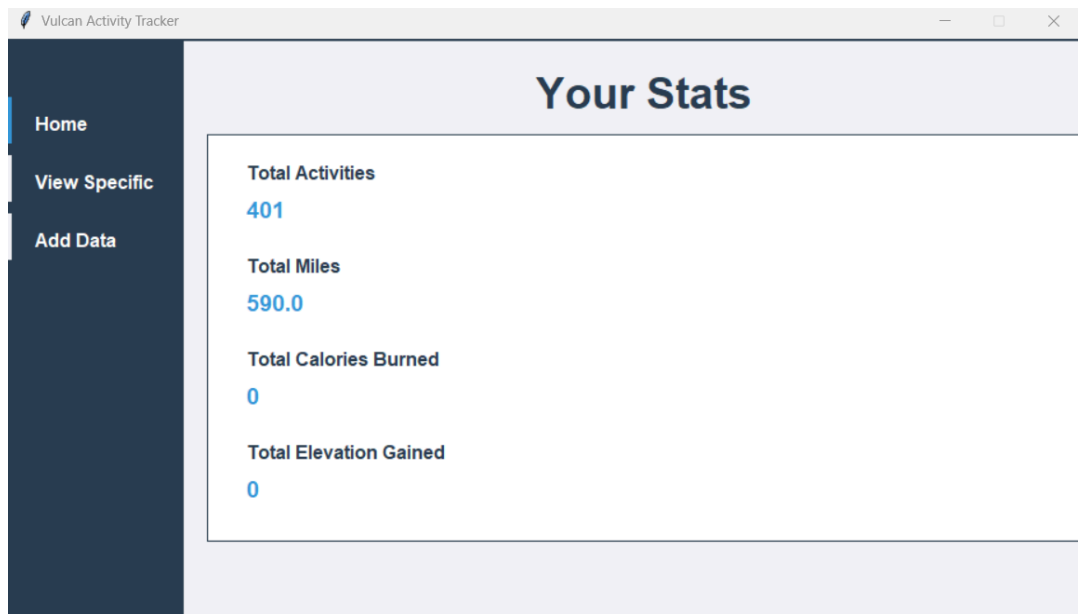 Vulcan Activity Tracker
Home
View Specific
Add Data
Your Stats
Total Activities
401
Total Miles
590.0
Total Calories Burned
0
Total Elevation Gained
0